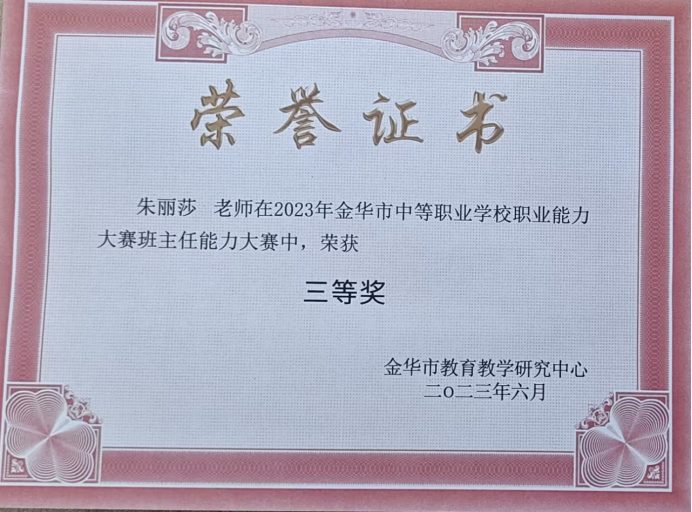 荣誉证书
朱丽莎 老师在2023年金华市中等职业学校职业能力
大赛班主任能力大赛中，荣获
三等奖
金华市教育教学研究中心
二〇二三年六月